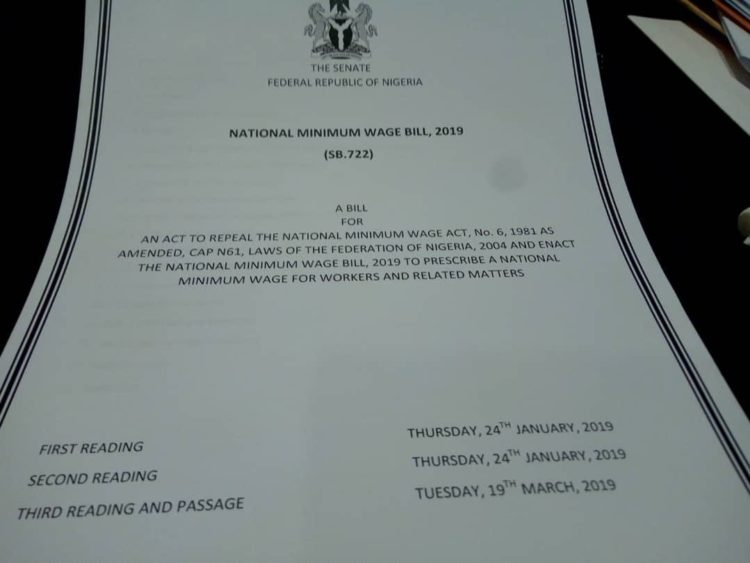 THE SENATE
FEDERAL REPUBLIC OF NIGERIA
NATIONAL MINIMUM WAGE BILL, 2019
(SB.722)
A BILL
FOR
AN ACT TO REPEAL THE NATIONAL MINIMUM WAGE ACT, No. 6, 1981 AS
AMENDED, CAP N61, LAWS OF THE FEDERATION OF NIGERIA, 2004 AND ENACT
THE NATIONAL MINIMUM WAGE BILL, 2019 TO PRESCRIBE A NATIONAL
MINIMUM WAGE FOR WORKERS AND RELATED MATTERS
FIRST READING THURSDAY, 24TH JANUARY, 2019
SECOND READING THURSDAY, 24TH JANUARY, 2019
THIRD READING AND PASSAGE TUESDAY, 19TH MARCH, 2019